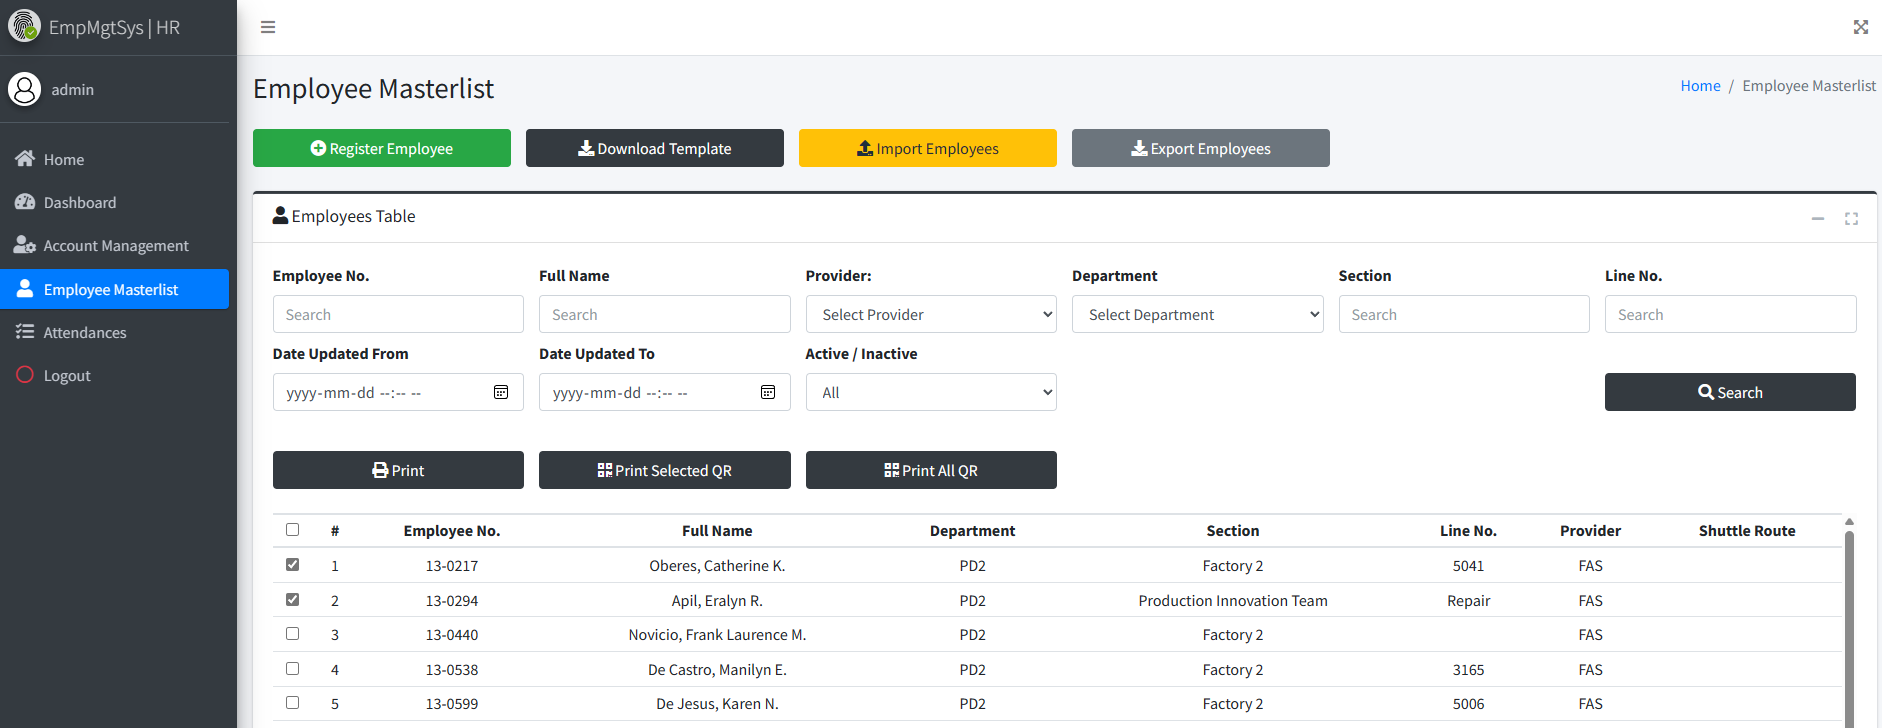 EmpMgtSys | HR
admin
Home
Dashboard
Account Management
Employee Masterlist
Attendances
Logout
Employee Masterlist
Home / Employee Masterlist
Register Employee Download Template Import Employees Export Employees
Employees Table
Employee No. Full Name Provider: Department Section Line No.
Search Search Select Provider Select Department Search Search
Date Updated From Date Updated To Active / Inactive
yyyy-mm-dd --:-- -- yyyy-mm-dd --:-- -- All Search
Print Print Selected QR Print All QR
# Employee No. Full Name Department Section Line No. Provider Shuttle Route
1 13-0217 Oberes, Catherine K. PD2 Factory 2 5041 FAS
2 13-0294 Apil, Eralyn R. PD2 Production Innovation Team Repair FAS
3 13-0440 Novicio, Frank Laurence M. PD2 Factory 2 FAS
4 13-0538 De Castro, Manilyn E. PD2 Factory 2 3165 FAS
5 13-0599 De Jesus, Karen N. PD2 Factory 2 5006 FAS